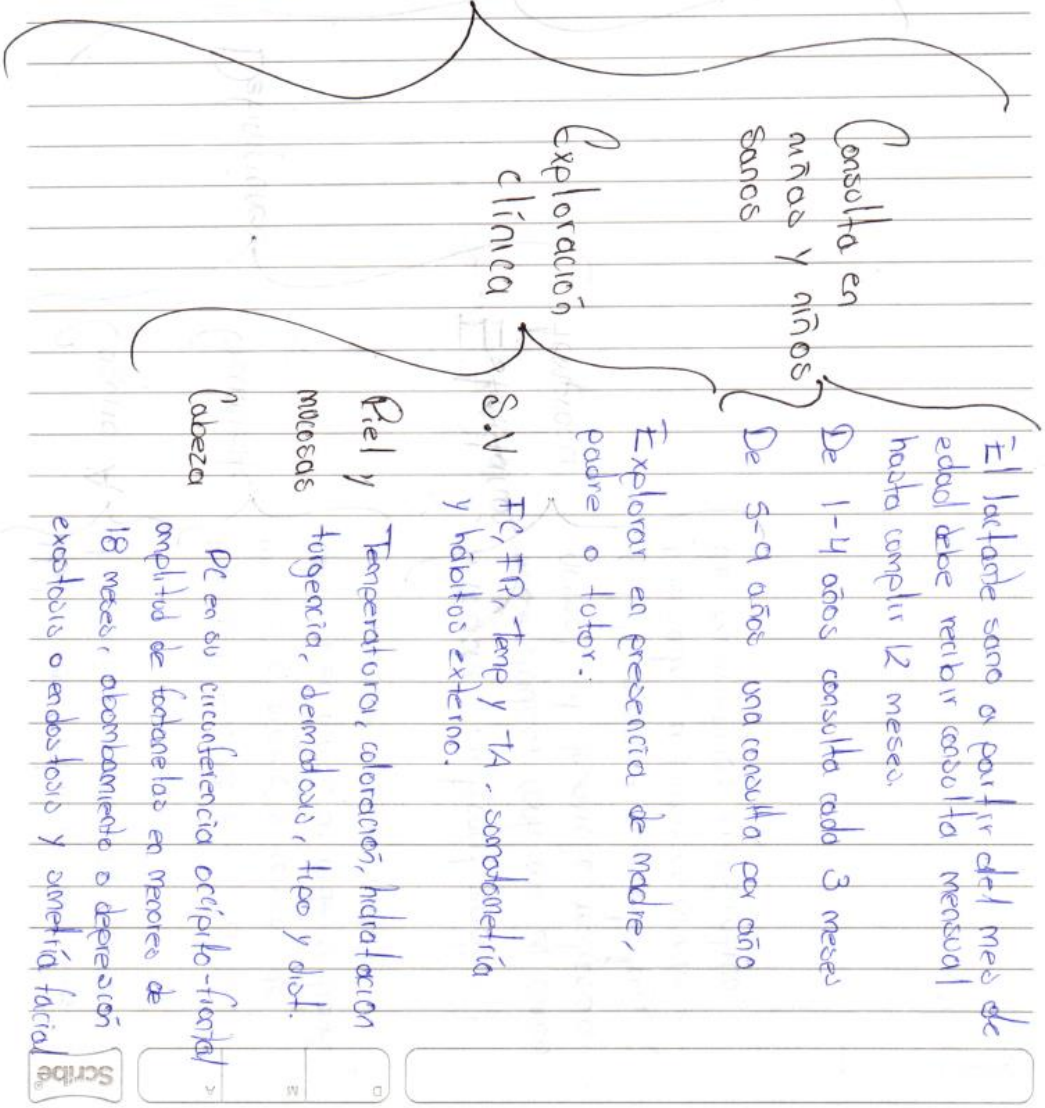 Consulta en
niñas y niños
sanos
El lactante sano a partir del mes de
edad debe recibir consulta mensual
hasta complir 12 meses.
De 1-4 años consulta cada 3 meses
De 5-9 años una consulta por año
Exploración
clínica
Explorar en presencia de madre,
padre o tutor:
S.V
FC, FR, Temp y TA - somatometría
y hábitos externo.
Piel y
mucosas
Temperatura, coloración, hidratación
turgencia, dermatosis, tipo y dist.
Cabeza
PC en su circunferencia occipito-frontal
amplitud de fontanelas en menores de
18 meses, abombamiento o depresión
exostosis o endostosis y simetría facial
Scribe
D M A